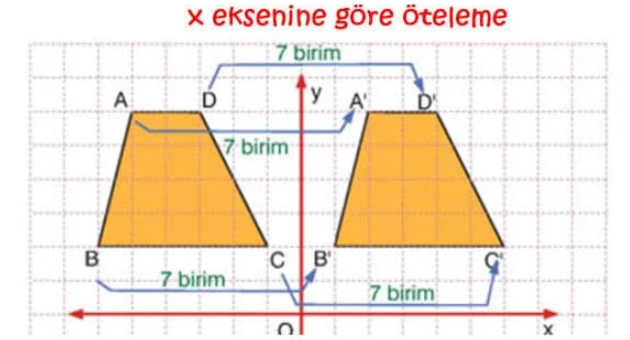 x eksenine göre öteleme
7 birim
A D y A' D'
7 birim
B C B' C'
7 birim
7 birim
O x